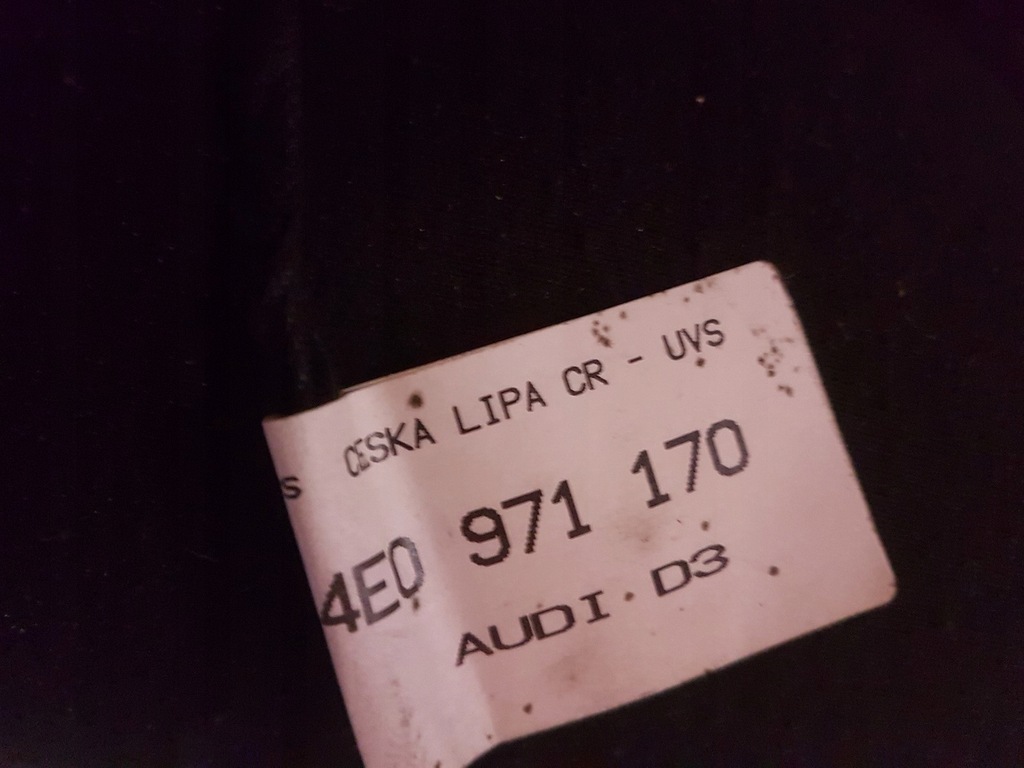 CESKA LIPA CR - UVS
S
4E0 971 170
AUDI D3